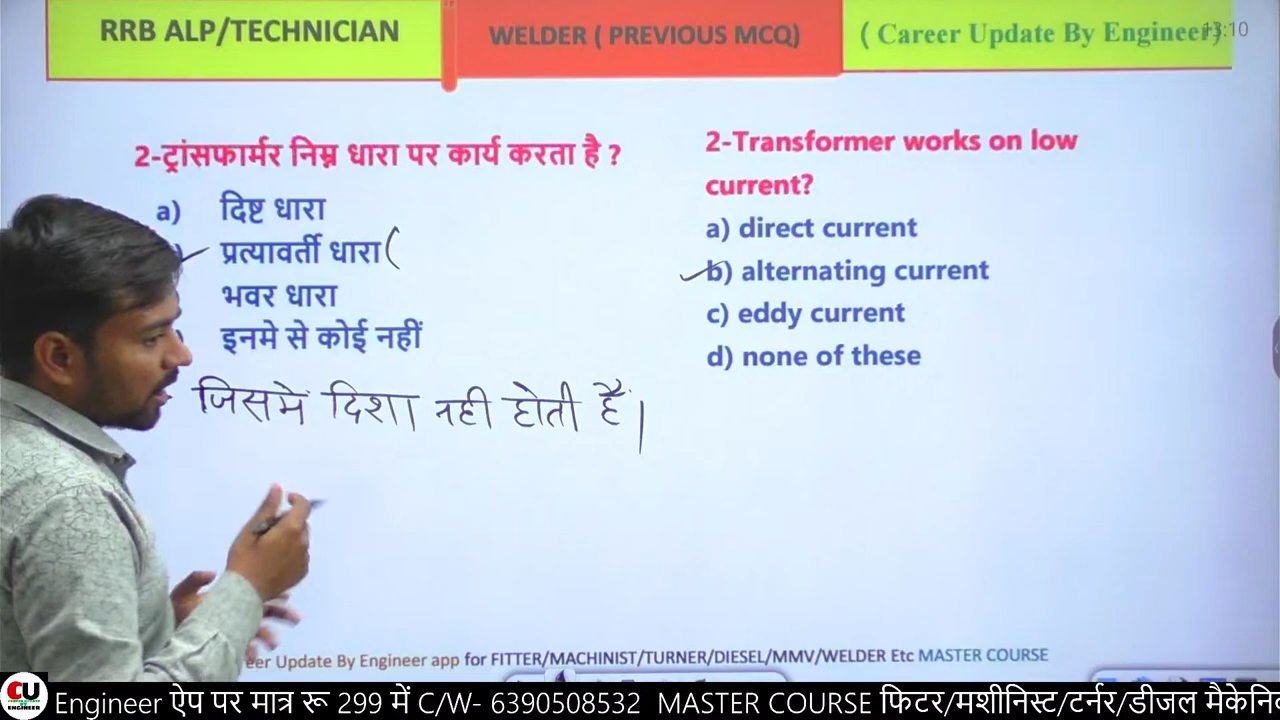 RRB ALP/TECHNICIAN
WELDER ( PREVIOUS MCQ)
( Career Update By Engineer)
13:10
2-ट्रांसफार्मर निम्न धारा पर कार्य करता है ?
a) दिष्ट धारा
प्रत्यावर्ती धारा (
भवर धारा
इनमे से कोई नहीं
जिसमें दिशा नही होती हैं।
2-Transformer works on low
current?
a) direct current
b) alternating current
c) eddy current
d) none of these
eer Update By Engineer app for FITTER/MACHINIST/TURNER/DIESEL/MMV/WELDER Etc MASTER COURSE
CU
ENGINEER
Engineer ऐप पर मात्र रू 299 में C/W- 6390508532 MASTER COURSE फिटर/मशीनिस्ट/टर्नर/डीजल मैकेनि